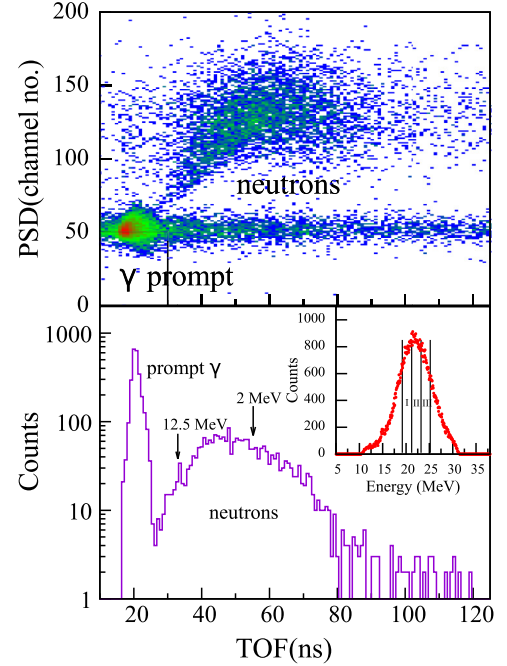 200
150
100
50
0
PSD(channel no.)
neutrons
γ prompt
1000
100
10
1
Counts
prompt γ
12.5 MeV
2 MeV
neutrons
1000
800
600
400
200
0
Counts
I II III
5 10 15 20 25 30 35
Energy (MeV)
20 40 60 80 100 120
TOF(ns)